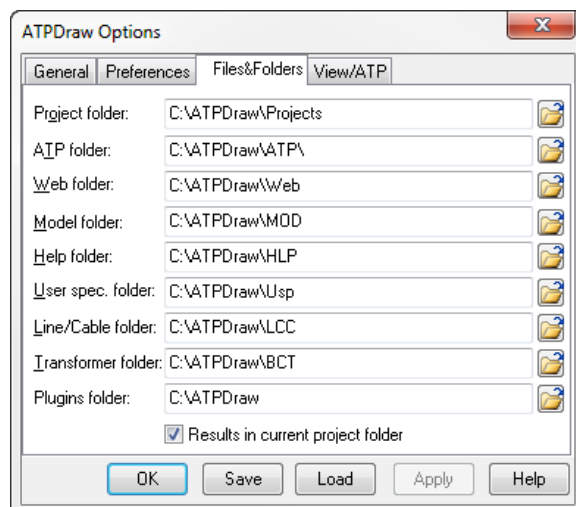 ATPDraw Options
General Preferences Files&Folders View/ATP
Project folder: C:\ATPDraw\Projects
ATP folder: C:\ATPDraw\ATP\
Web folder: C:\ATPDraw\Web
Model folder: C:\ATPDraw\MOD
Help folder: C:\ATPDraw\HLP
User spec. folder: C:\ATPDraw\Usp
Line/Cable folder: C:\ATPDraw\LCC
Transformer folder: C:\ATPDraw\BCT
Plugins folder: C:\ATPDraw
Results in current project folder
OK Save Load Apply Help